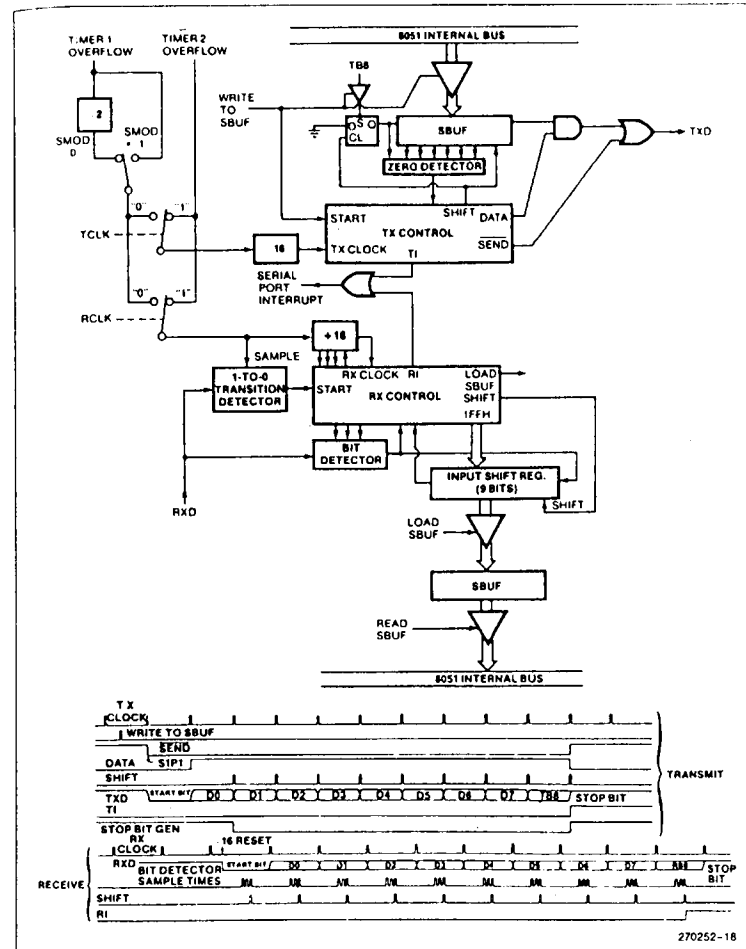 TIMER 1
OVERFLOW
TIMER 2
OVERFLOW
8051 INTERNAL BUS
TB8
2
WRITE
TO
SBUF
SMOD
0
SMOD
1
S
CL
SBUF
TXD
ZERO DETECTOR
"0"
"1"
TCLK
START
SHIFT
DATA
TX CONTROL
16
TX CLOCK
TI
SEND
SERIAL
PORT
INTERRUPT
"0"
"1"
RCLK
+16
SAMPLE
1-TO-0
TRANSITION
DETECTOR
START
RX CLOCK
RI
RX CONTROL
LOAD
SBUF
SHIFT
1FFH
BIT
DETECTOR
INPUT SHIFT REG.
(9 BITS)
SHIFT
RXD
LOAD
SBUF
SBUF
READ
SBUF
8051 INTERNAL BUS
TX
CLOCK
WRITE TO SBUF
SEND
DATA
S1P1
TRANSMIT
SHIFT
TXD
START BIT
D0
D1
D2
D3
D4
D5
D6
D7
TB8
STOP BIT
TI
STOP BIT GEN
RX
CLOCK
16 RESET
RXD
START BIT
D0
D1
D2
D3
D4
D5
D6
D7
RB8
STOP
BIT
BIT DETECTOR
SAMPLE TIMES
RECEIVE
SHIFT
RI
270252-18